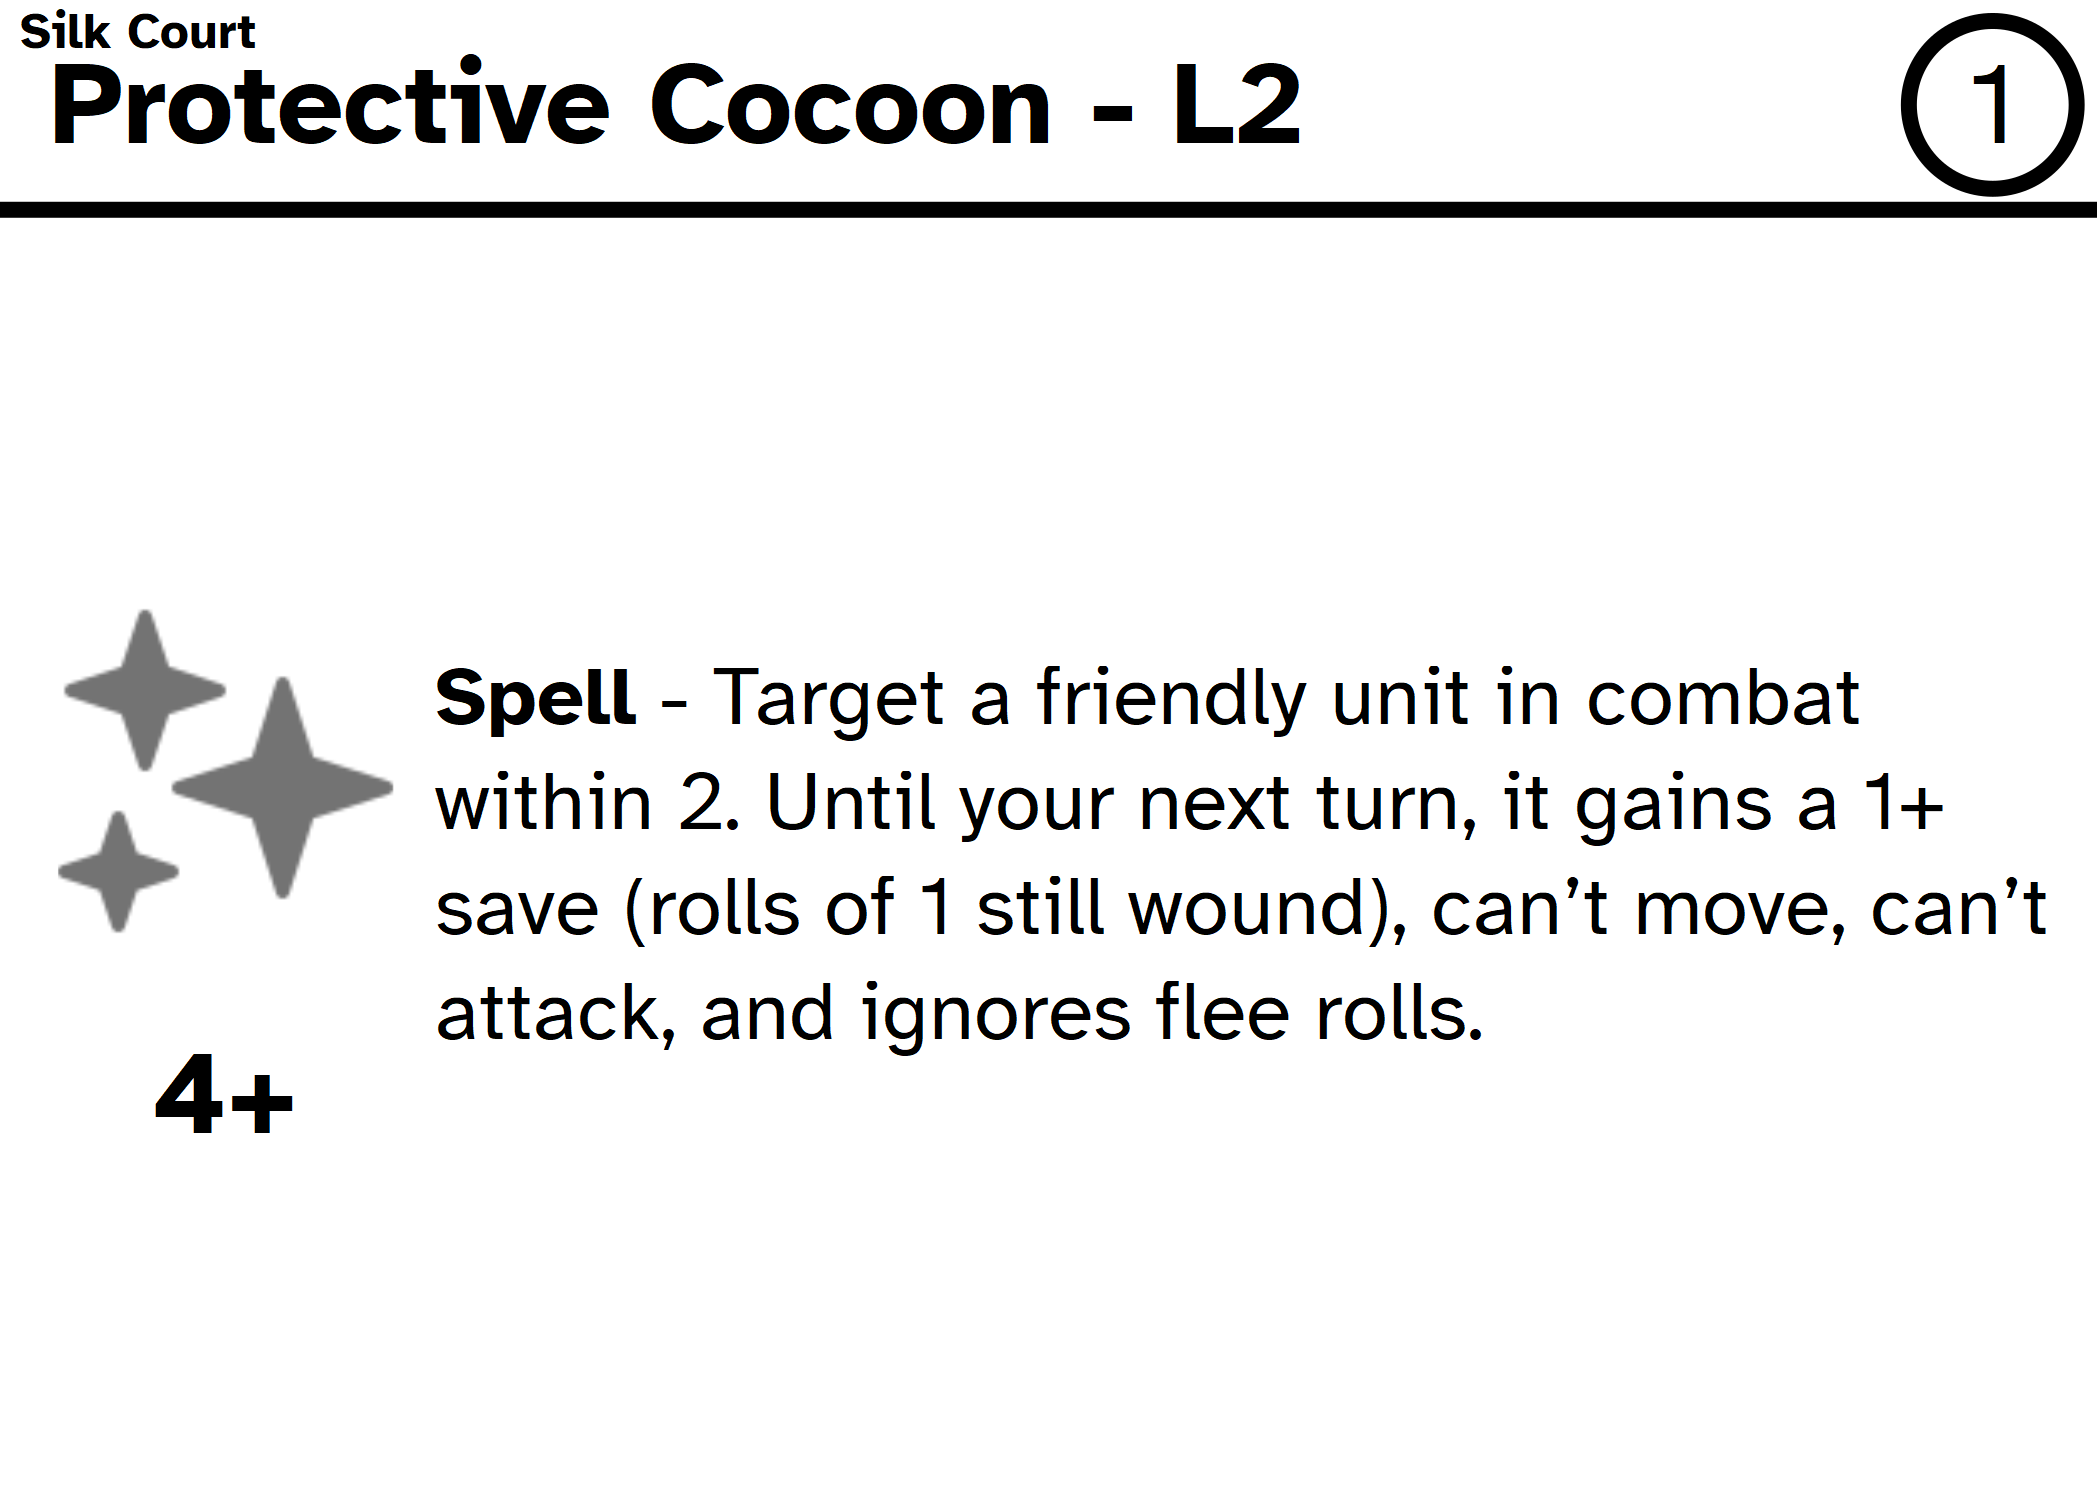 Silk Court
Protective Cocoon - L2
1
Spell - Target a friendly unit in combat
within 2. Until your next turn, it gains a 1+
save (rolls of 1 still wound), can’t move, can’t
attack, and ignores flee rolls.
4+